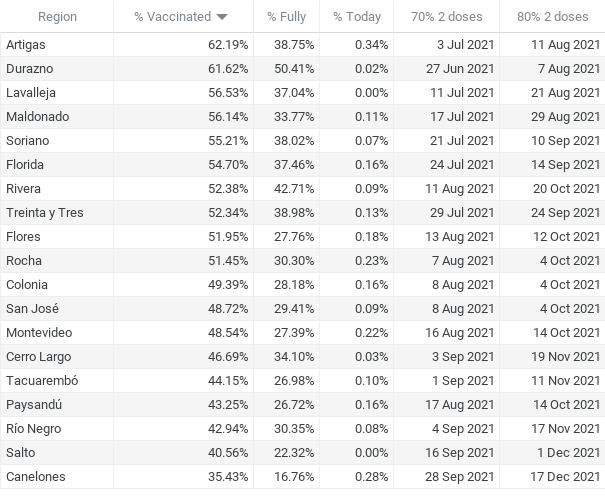 Region % Vaccinated % Fully % Today 70% 2 doses 80% 2 doses
Artigas 62.19% 38.75% 0.34% 3 Jul 2021 11 Aug 2021
Durazno 61.62% 50.41% 0.02% 27 Jun 2021 7 Aug 2021
Lavalleja 56.53% 37.04% 0.00% 11 Jul 2021 21 Aug 2021
Maldonado 56.14% 33.77% 0.11% 17 Jul 2021 29 Aug 2021
Soriano 55.21% 38.02% 0.07% 21 Jul 2021 10 Sep 2021
Florida 54.70% 37.46% 0.16% 24 Jul 2021 14 Sep 2021
Rivera 52.38% 42.71% 0.09% 11 Aug 2021 20 Oct 2021
Treinta y Tres 52.34% 38.98% 0.13% 29 Jul 2021 24 Sep 2021
Flores 51.95% 27.76% 0.18% 13 Aug 2021 12 Oct 2021
Rocha 51.45% 30.30% 0.23% 7 Aug 2021 4 Oct 2021
Colonia 49.39% 28.18% 0.16% 8 Aug 2021 4 Oct 2021
San José 48.72% 29.41% 0.09% 8 Aug 2021 4 Oct 2021
Montevideo 48.54% 27.39% 0.22% 16 Aug 2021 14 Oct 2021
Cerro Largo 46.69% 34.10% 0.03% 3 Sep 2021 19 Nov 2021
Tacuarembó 44.15% 26.98% 0.10% 1 Sep 2021 11 Nov 2021
Paysandú 43.25% 26.72% 0.16% 17 Aug 2021 14 Oct 2021
Río Negro 42.94% 30.35% 0.08% 4 Sep 2021 17 Nov 2021
Salto 40.56% 22.32% 0.00% 16 Sep 2021 1 Dec 2021
Canelones 35.43% 16.76% 0.28% 28 Sep 2021 17 Dec 2021